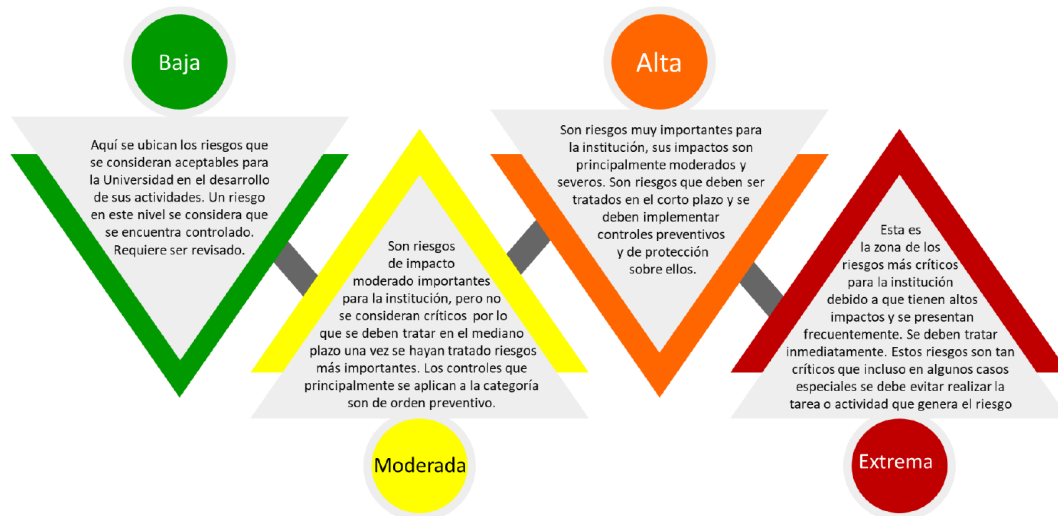 Baja
Aquí se ubican los riesgos que
se consideran aceptables para
la Universidad en el desarrollo
de sus actividades. Un riesgo
en este nivel se considera que
se encuentra controlado.
Requiere ser revisado.
Son riesgos
de impacto
moderado importantes
para la institución, pero no
se consideran críticos por lo
que se deben tratar en el mediano
plazo una vez se hayan tratado riesgos
más importantes. Los controles que
principalmente se aplican a la categoría
son de orden preventivo.
Moderada
Alta
Son riesgos muy importantes para
la institución, sus impactos son
principalmente moderados y
severos. Son riesgos que deben ser
tratados en el corto plazo y se
deben implementar
controles preventivos
y de protección
sobre ellos.
Esta es
la zona de los
riesgos más críticos
para la institución
debido a que tienen altos
impactos y se presentan
frecuentemente. Se deben tratar
inmediatamente. Estos riesgos son tan
críticos que incluso en algunos casos
especiales se debe evitar realizar la
tarea o actividad que genera el riesgo
Extrema